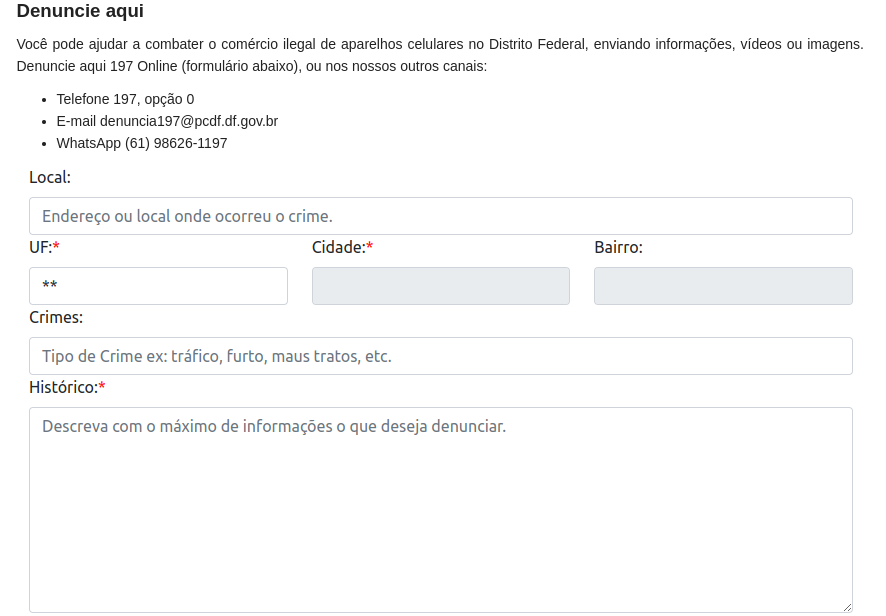 Denuncie aqui
Você pode ajudar a combater o comércio ilegal de aparelhos celulares no Distrito Federal, enviando informações, vídeos ou imagens.
Denuncie aqui 197 Online (formulário abaixo), ou nos nossos outros canais:
• Telefone 197, opção 0
• E-mail denuncia197@pcdf.df.gov.br
• WhatsApp (61) 98626-1197
Local:
Endereço ou local onde ocorreu o crime.
UF:* Cidade:* Bairro:
**
Crimes:
Tipo de Crime ex: tráfico, furto, maus tratos, etc.
Histórico:*
Descreva com o máximo de informações o que deseja denunciar.